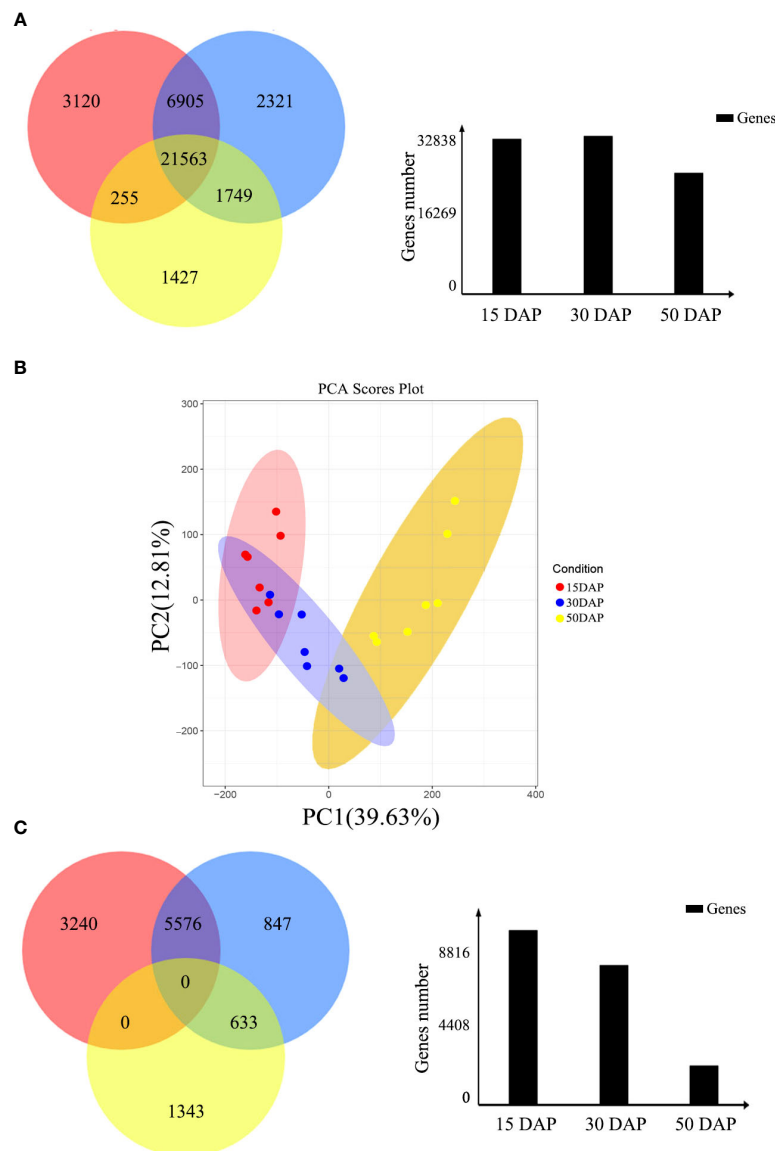 A
3120
6905
2321
21563
255
1749
1427
Genes
Genes number
32838
16269
0
15 DAP
30 DAP
50 DAP
B
PCA Scores Plot
300
200
100
0
−100
−200
PC2(12.81%)
−200
0
200
400
PC1(39.63%)
Condition
15DAP
30DAP
50DAP
C
3240
5576
847
0
0
633
1343
Genes
Genes number
8816
4408
0
15 DAP
30 DAP
50 DAP